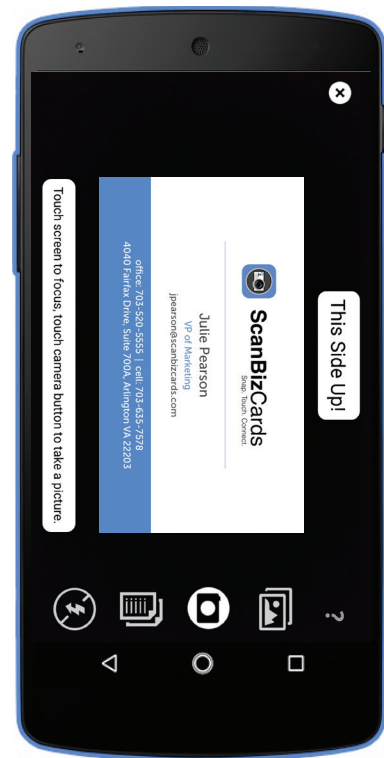 This Side Up!
ScanBizCards
Snap. Touch. Connect.
Julie Pearson
VP of Marketing
jpearson@scanbizcards.com
office: 703-520-5555 | cell: 703-635-7578
4040 Fairfax Drive, Suite 700A, Arlington VA 22203
Touch screen to focus, touch camera button to take a picture.
?